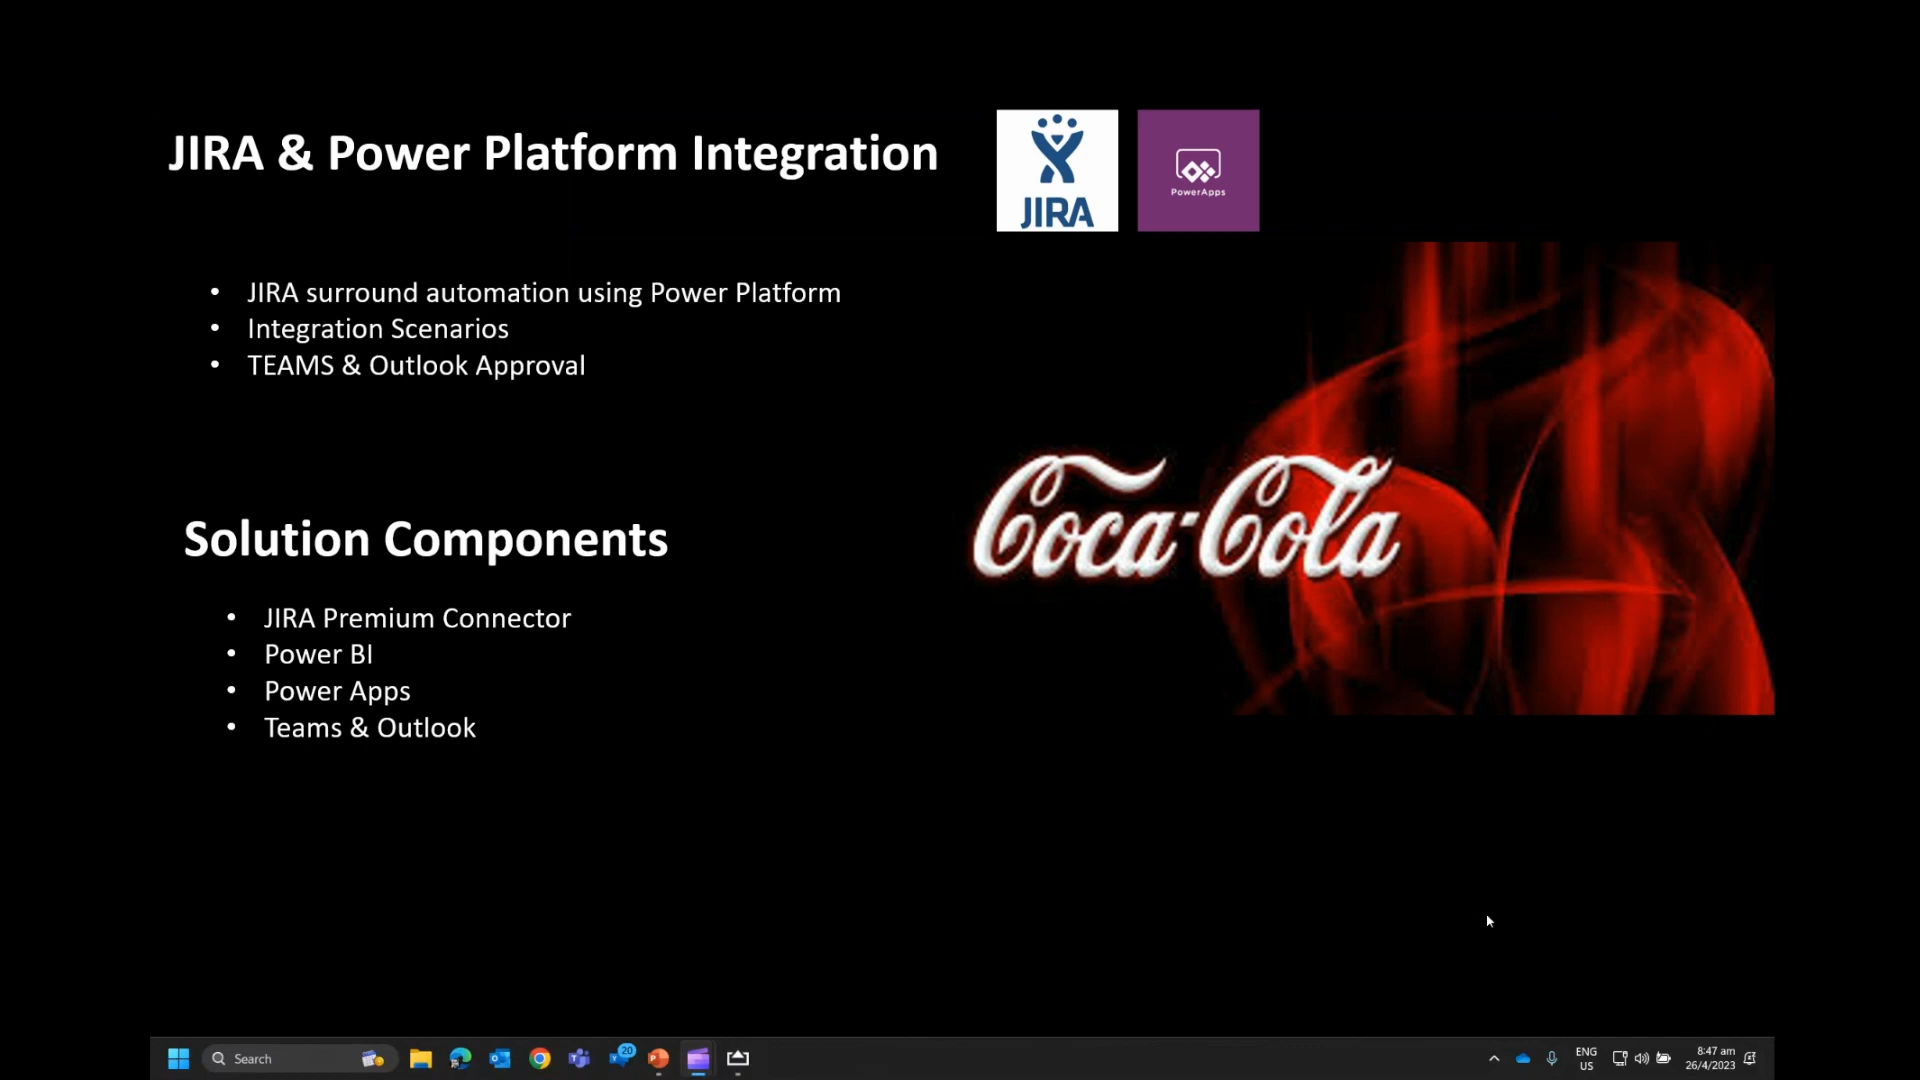 JIRA & Power Platform Integration
JIRA
PowerApps
• JIRA surround automation using Power Platform
• Integration Scenarios
• TEAMS & Outlook Approval
Coca-Cola
Solution Components
• JIRA Premium Connector
• Power BI
• Power Apps
• Teams & Outlook
Search
20
ENG
US
8:47 am
26/4/2023